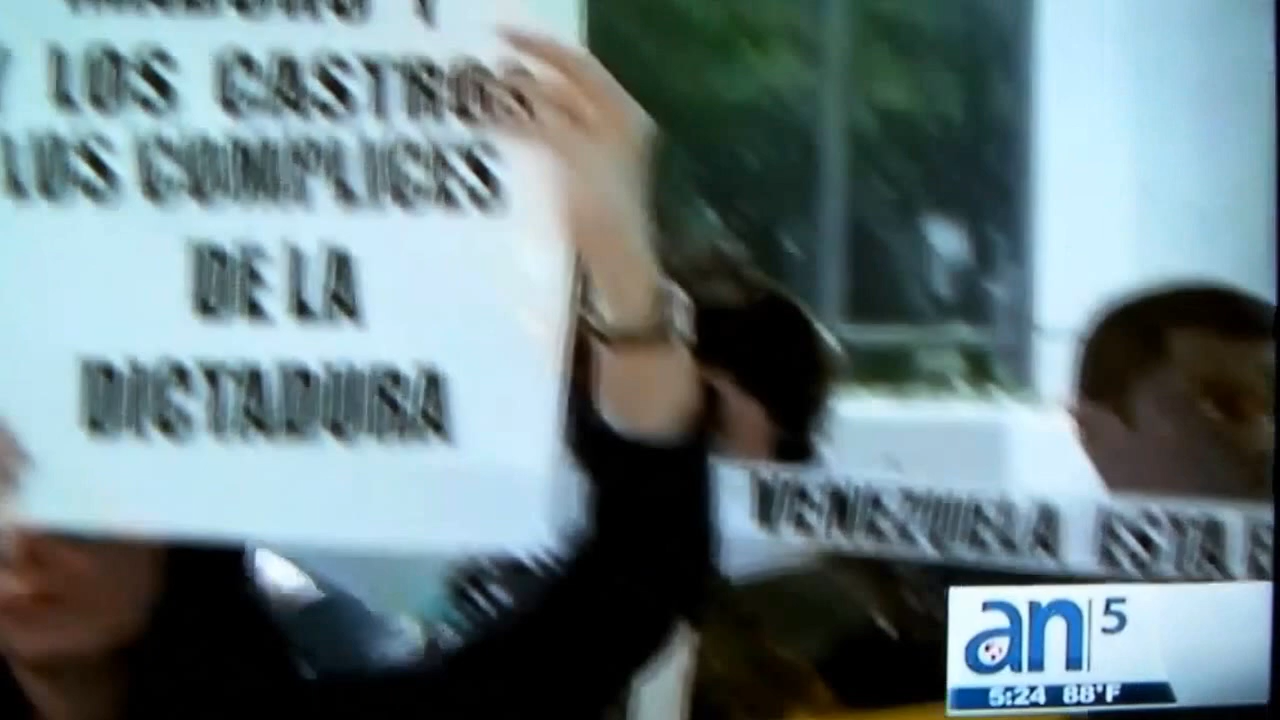 Y LOS CASTROS
LOS COMPLICES
DE LA
DICTADURA
VENEZUELA ESTA
an 5
5:24 88°F